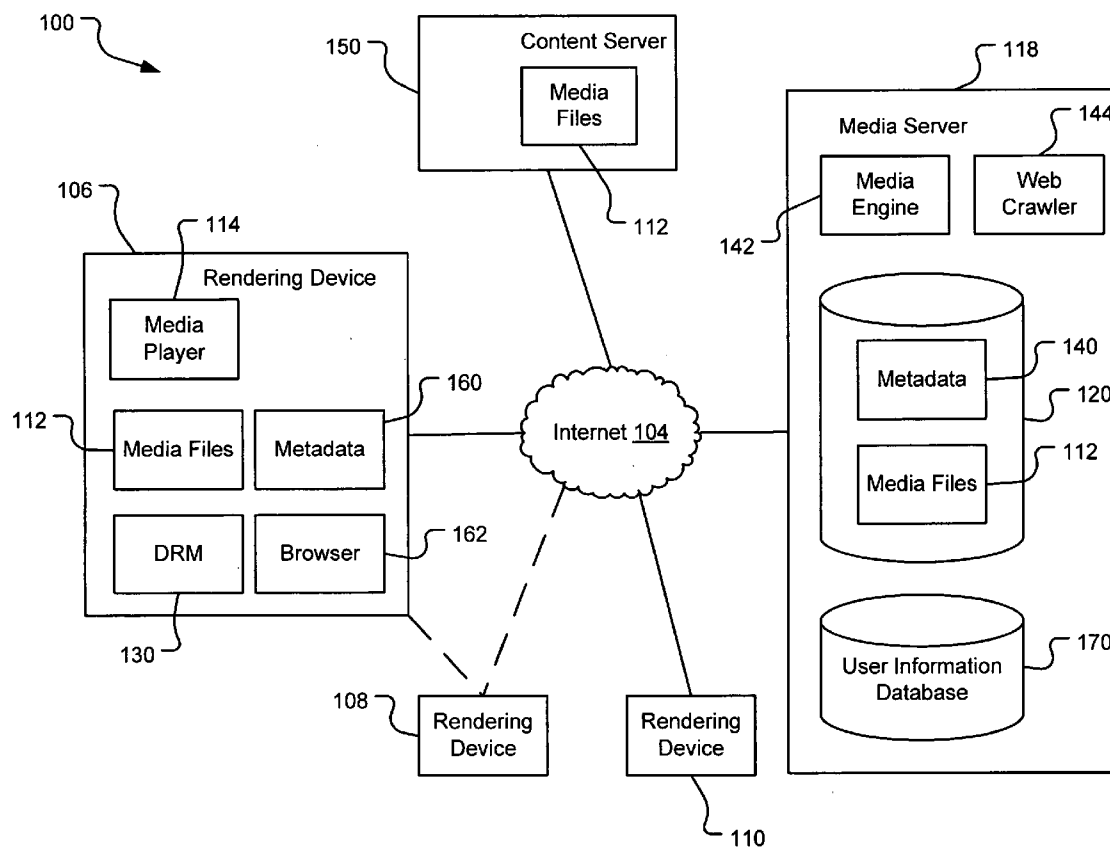 100
150
Content Server
Media
Files
112
118
Media Server
144
Media
Engine
Web
Crawler
142
106
114
Rendering Device
Media
Player
160
112
Media Files
Metadata
Internet 104
140
Metadata
120
112
Media Files
DRM
Browser
162
130
170
User Information
Database
108
Rendering
Device
Rendering
Device
110